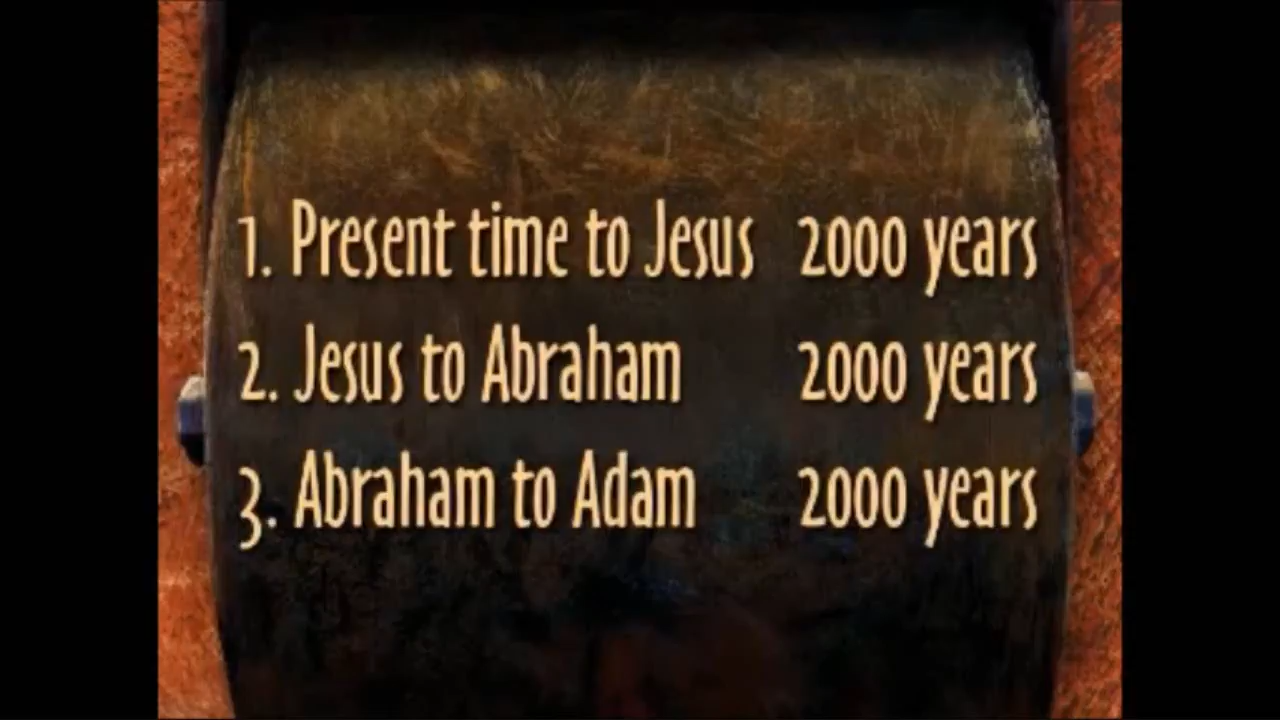 1. Present time to Jesus 2000 years
2. Jesus to Abraham 2000 years
3. Abraham to Adam 2000 years